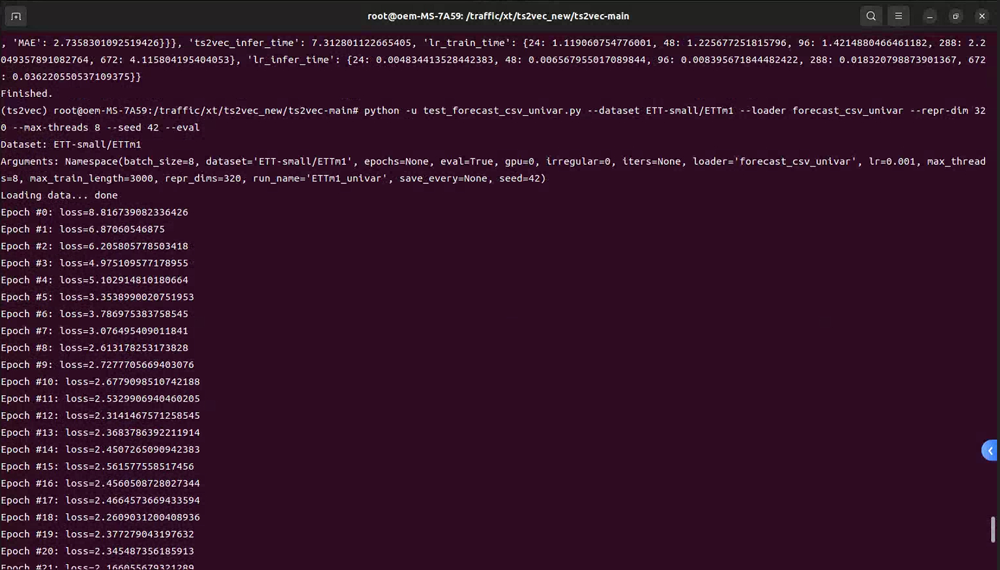 root@oem-MS-7A59: /traffic/xt/ts2vec_new/ts2vec-main
, 'MAE': 2.7358301092519426}}}, 'ts2vec_infer_time': 7.312801122665405, 'lr_train_time': {24: 1.119060754776001, 48: 1.225677251815796, 96: 1.4214880466461182, 288: 2.2
049357891082764, 672: 4.115804195404053}, 'lr_infer_time': {24: 0.004834413528442383, 48: 0.006567955017089844, 96: 0.008395671844482422, 288: 0.018320798873901367, 672
: 0.036220550537109375}}
Finished.
(ts2vec) root@oem-MS-7A59:/traffic/xt/ts2vec_new/ts2vec-main# python -u test_forecast_csv_univar.py --dataset ETT-small/ETTm1 --loader forecast_csv_univar --repr-dim 32
0 --max-threads 8 --seed 42 --eval
Dataset: ETT-small/ETTm1
Arguments: Namespace(batch_size=8, dataset='ETT-small/ETTm1', epochs=None, eval=True, gpu=0, irregular=0, iters=None, loader='forecast_csv_univar', lr=0.001, max_thread
s=8, max_train_length=3000, repr_dims=320, run_name='ETTm1_univar', save_every=None, seed=42)
Loading data... done
Epoch #0: loss=8.816739082336426
Epoch #1: loss=6.87060546875
Epoch #2: loss=6.205805778503418
Epoch #3: loss=4.975109577178955
Epoch #4: loss=5.102914810180664
Epoch #5: loss=3.3538990020751953
Epoch #6: loss=3.786975383758545
Epoch #7: loss=3.076495409011841
Epoch #8: loss=2.613178253173828
Epoch #9: loss=2.7277705669403076
Epoch #10: loss=2.6779098510742188
Epoch #11: loss=2.5329906940460205
Epoch #12: loss=2.3141467571258545
Epoch #13: loss=2.3683786392211914
Epoch #14: loss=2.4507265090942383
Epoch #15: loss=2.561577558517456
Epoch #16: loss=2.4560508728027344
Epoch #17: loss=2.4664573669433594
Epoch #18: loss=2.2609031200408936
Epoch #19: loss=2.377279043197632
Epoch #20: loss=2.345487356185913
Epoch #21: loss=2.166055679321289